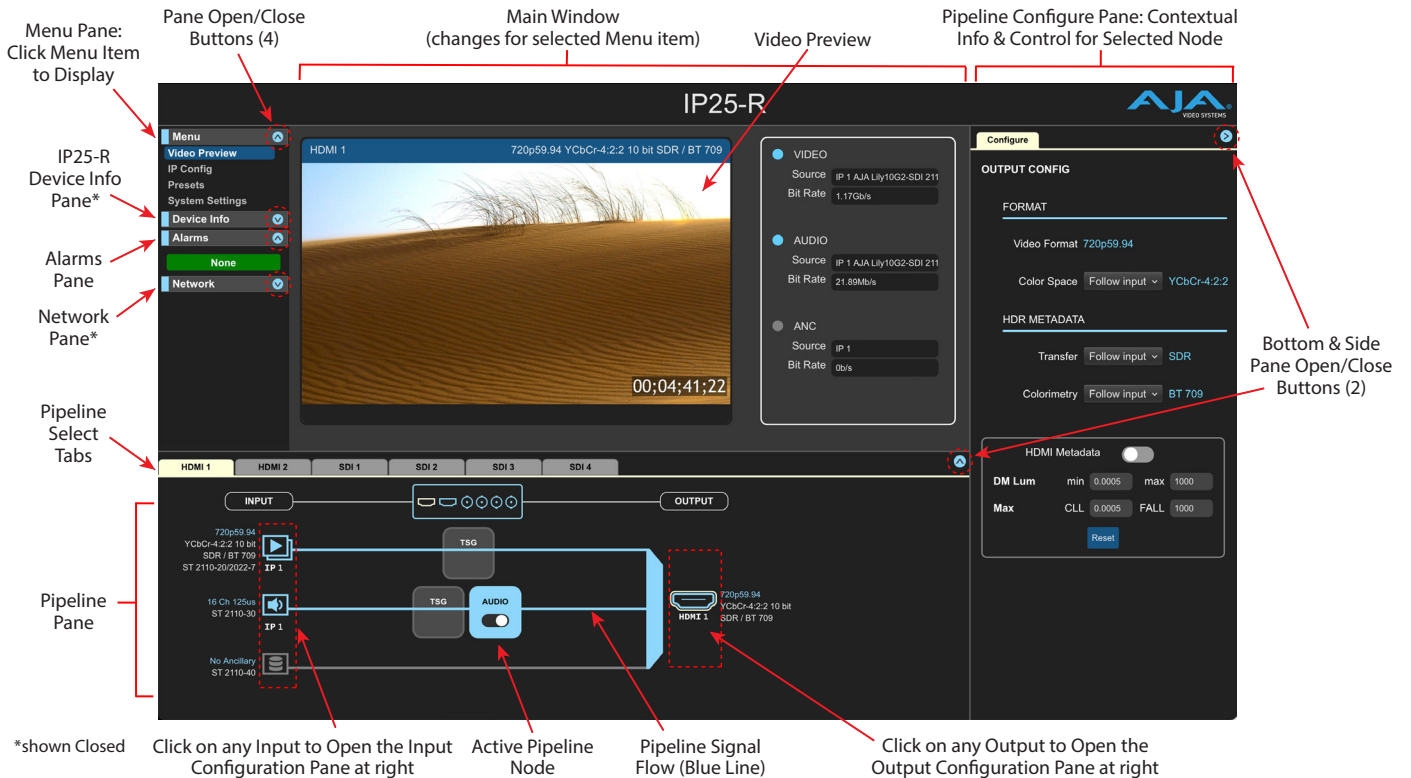 Menu Pane:
Click Menu Item
to Display
Pane Open/Close
Buttons (4)
Main Window
(changes for selected Menu item)
Video Preview
Pipeline Configure Pane: Contextual
Info & Control for Selected Node
IP25-R
Device Info
Pane*
Alarms
Pane
Network
Pane*
Pipeline
Select
Tabs
Pipeline
Pane
*shown Closed
IP25-R
AJA
VIDEO SYSTEMS
Menu
Video Preview
IP Config
Presets
System Settings
Device Info
Alarms
None
Network
HDMI 1 720p59.94 YCbCr-4:2:2 10 bit SDR / BT 709
00;04;41;22
VIDEO
Source IP 1 AJA Lily10G2-SDI 211
Bit Rate 1.17Gb/s
AUDIO
Source IP 1 AJA Lily10G2-SDI 211
Bit Rate 21.89Mb/s
ANC
Source IP 1
Bit Rate 0b/s
Configure
OUTPUT CONFIG
FORMAT
Video Format 720p59.94
Color Space Follow input YCbCr-4:2:2
HDR METADATA
Transfer Follow input SDR
Colorimetry Follow input BT 709
HDMI Metadata
DM Lum min 0.0005 max 1000
Max CLL 0.0005 FALL 1000
Reset
Bottom & Side
Pane Open/Close
Buttons (2)
HDMI 1 HDMI 2 SDI 1 SDI 2 SDI 3 SDI 4
INPUT OUTPUT
720p59.94
YCbCr-4:2:2 10 bit
SDR / BT 709
ST 2110-20/2022-7
IP 1
TSG
16 Ch 125us
ST 2110-30
IP 1
TSG
AUDIO
No Ancillary
ST 2110-40
HDMI 1
720p59.94
YCbCr-4:2:2 10 bit
SDR / BT 709
Click on any Input to Open the Input
Configuration Pane at right
Active Pipeline
Node
Pipeline Signal
Flow (Blue Line)
Click on any Output to Open the
Output Configuration Pane at right